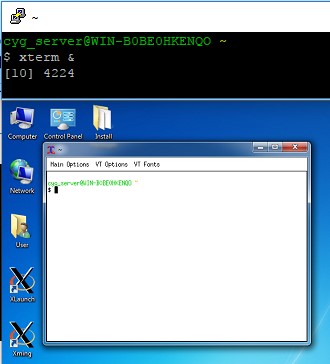 ~
cyg_server@WIN-B0BE0HKENQO ~
$ xterm &
[10] 4224
Computer
Control Panel
Install
~
Main Options VT Options VT Fonts
cyg_server@WIN-B0BE0HKENQO ~
$
Network
User
XLaunch
Xming